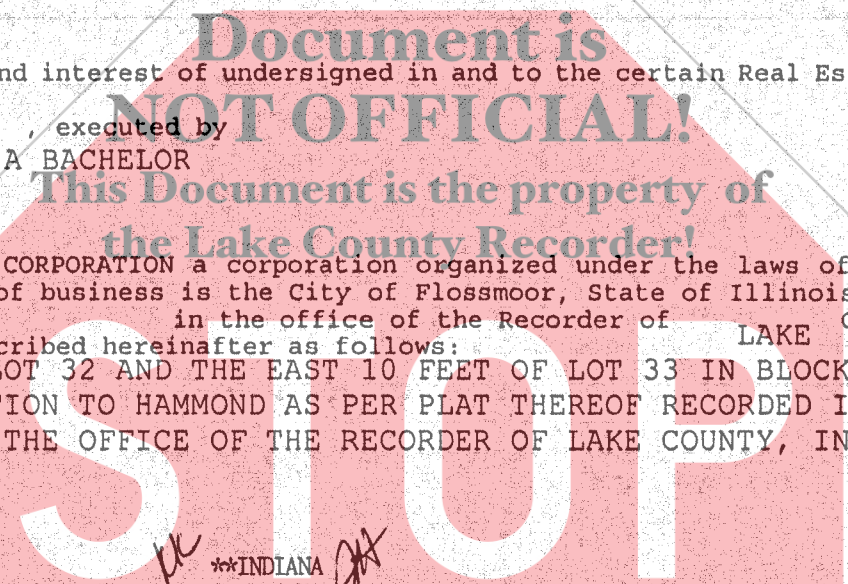 Document is
nd interest of undersigned in and to the certain Real Es
NOT OFFICIAL!
, executed by
A BACHELOR
This Document is the property of
the Lake County Recorder!
CORPORATION a corporation organized under the laws of
of business is the City of Flossmoor, State of Illinois
in the office of the Recorder of LAKE C
cribed hereinafter as follows:
LOT 32 AND THE EAST 10 FEET OF LOT 33 IN BLOCK
TION TO HAMMOND AS PER PLAT THEREOF RECORDED I
THE OFFICE OF THE RECORDER OF LAKE COUNTY, IN
STOP
**INDIANA